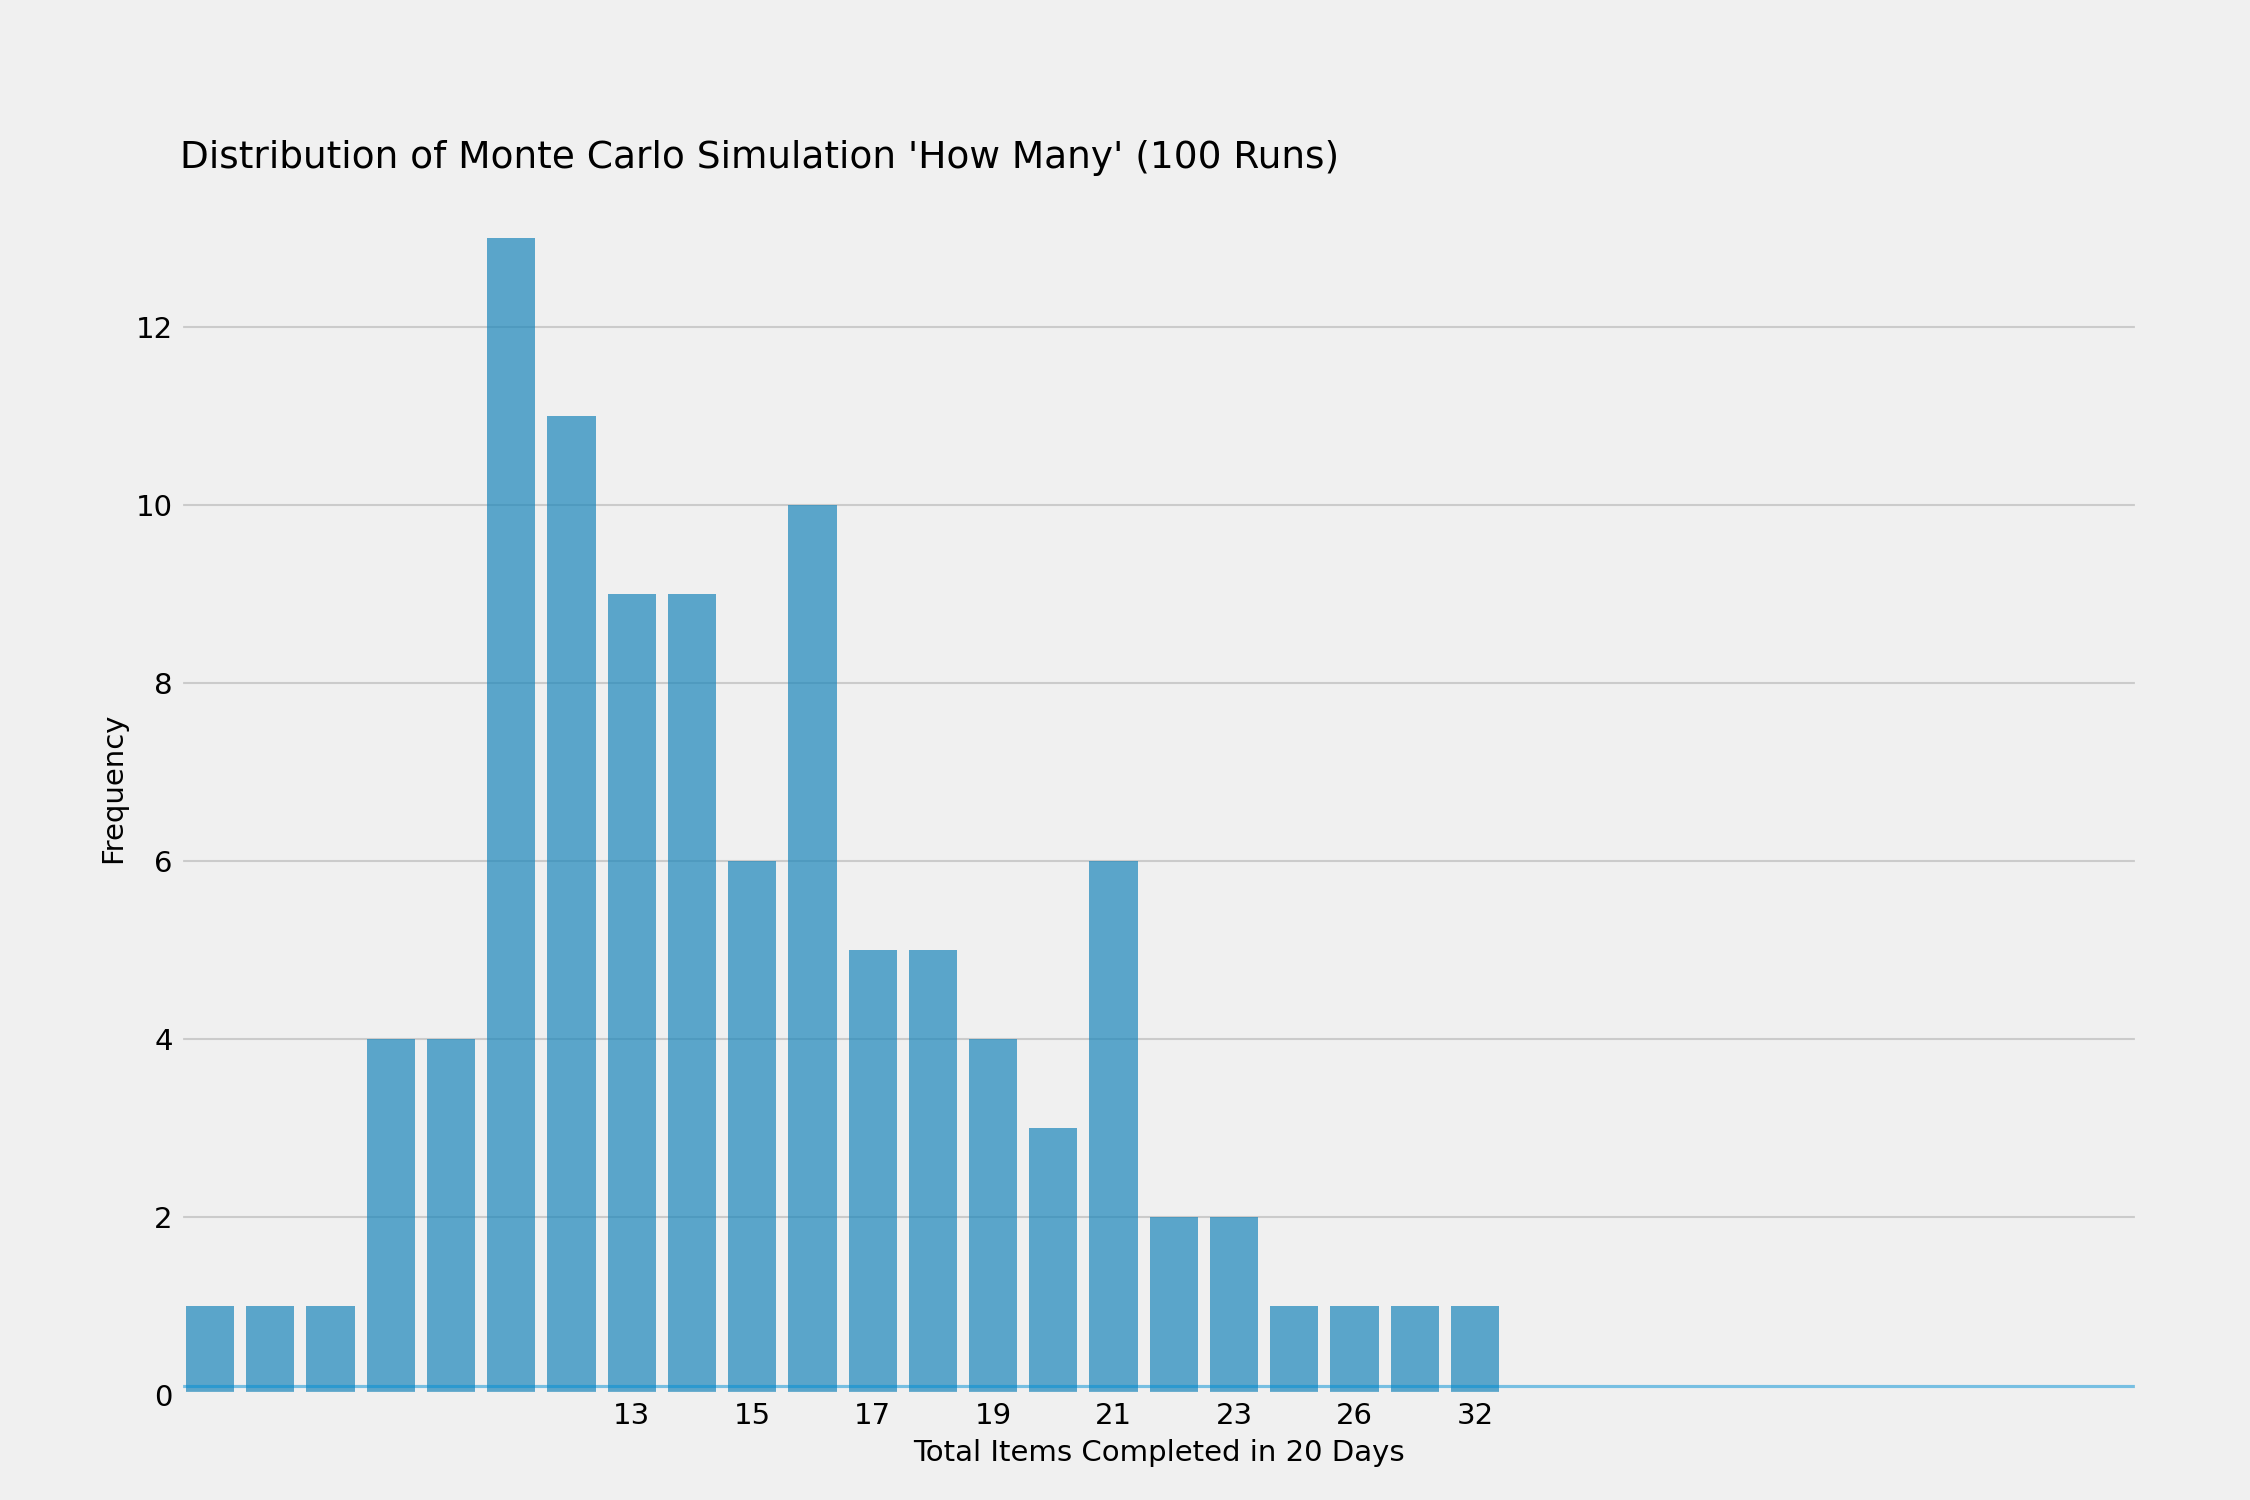 Distribution of Monte Carlo Simulation 'How Many' (100 Runs)
12
10
8
6
4
2
0
Frequency
13 15 17 19 21 23 26 32
Total Items Completed in 20 Days